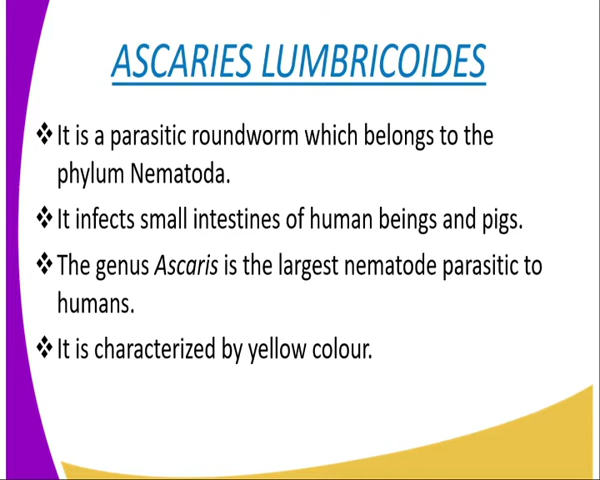 ASCARIES LUMBRICOIDES
❖It is a parasitic roundworm which belongs to the
phylum Nematoda.
❖It infects small intestines of human beings and pigs.
❖The genus Ascaris is the largest nematode parasitic to
humans.
❖It is characterized by yellow colour.